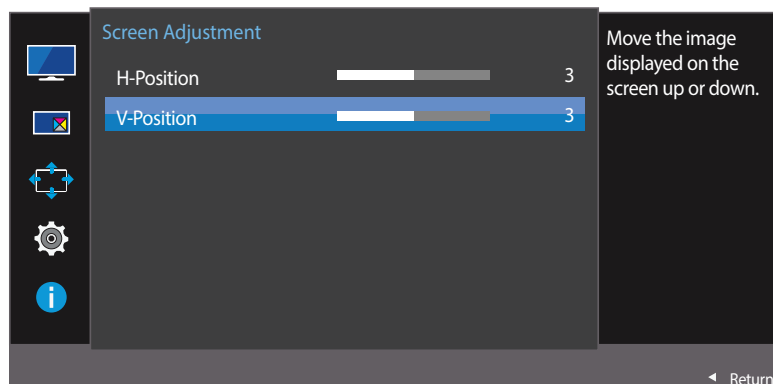 Screen Adjustment
H-Position 3
V-Position 3
Move the image
displayed on the
screen up or down.
i
Return